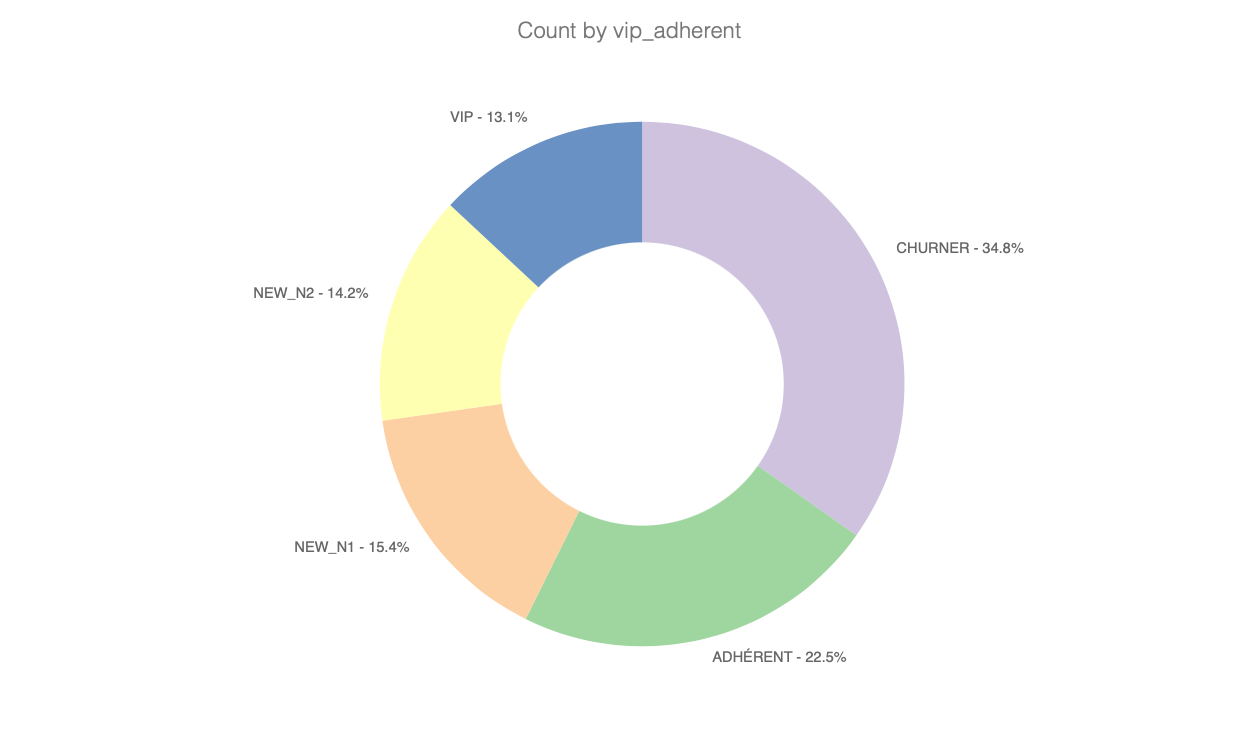 Count by vip_adherent
VIP - 13.1%
CHURNER - 34.8%
NEW_N2 - 14.2%
NEW_N1 - 15.4%
ADHÉRENT - 22.5%